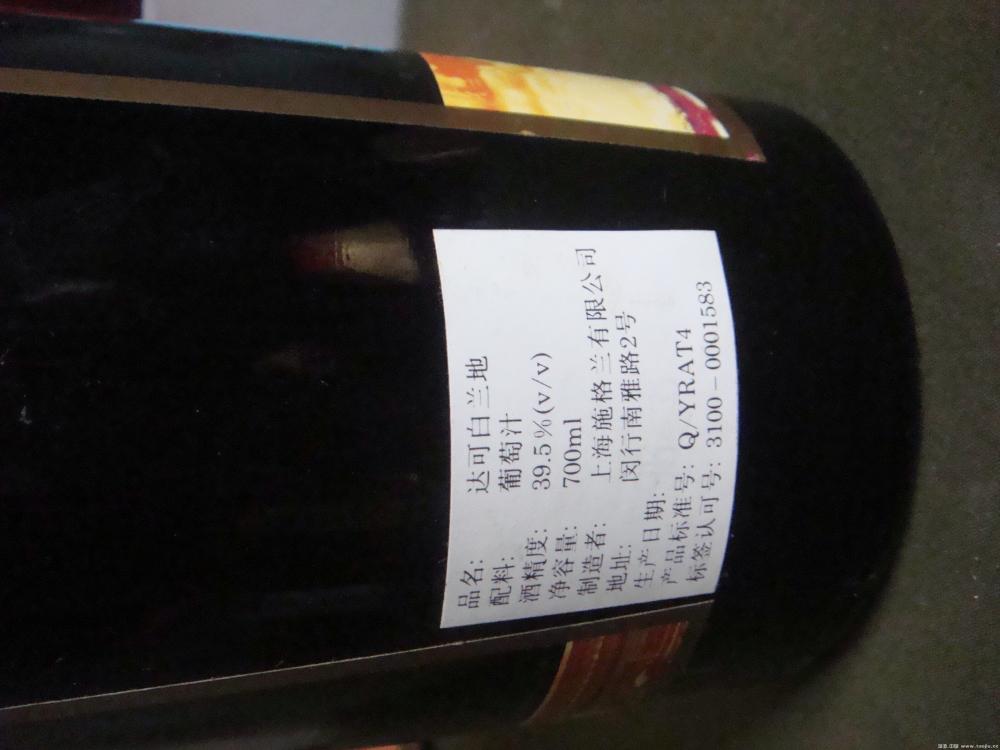 品名: 达可白兰地
配料: 葡萄汁
酒精度: 39.5%(v/v)
净容量: 700ml
制造者: 上海施格兰有限公司
地址: 闵行南雅路2号
生产日期:
产品标准号: Q/YRAT4
标签认可号: 3100-0001583